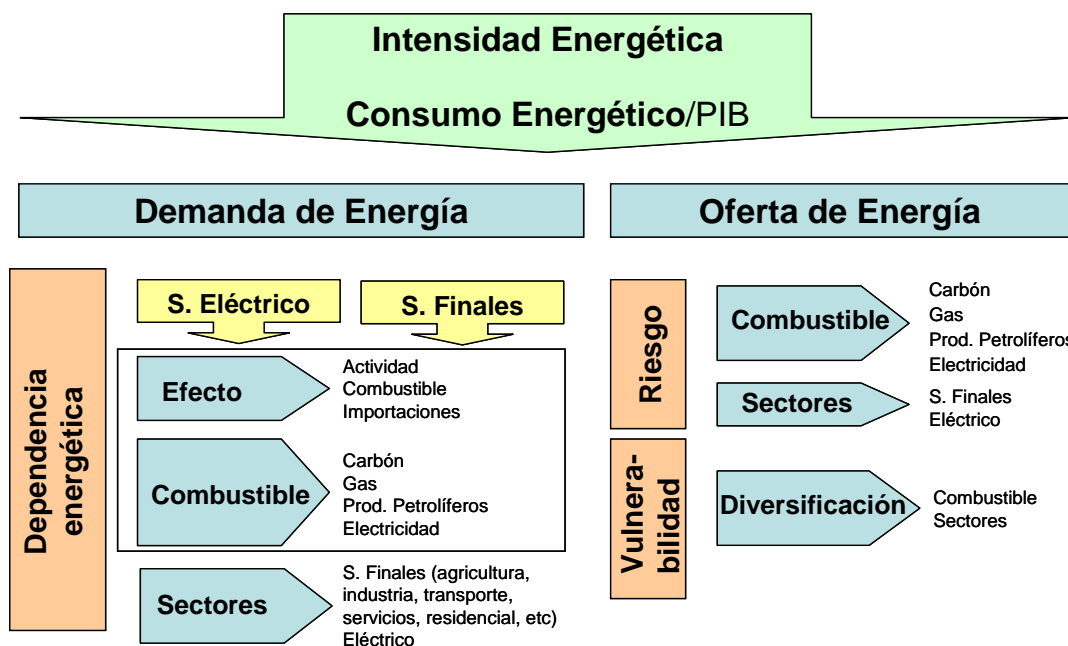 Intensidad Energética
Consumo Energético/PIB
Demanda de Energía
Oferta de Energía
Dependencia
energética
S. Eléctrico
S. Finales
Efecto
Actividad
Combustible
Importaciones
Combustible
Carbón
Gas
Prod. Petrolíferos
Electricidad
Sectores
S. Finales (agricultura,
industria, transporte,
servicios, residencial, etc)
Eléctrico
Riesgo
Combustible
Carbón
Gas
Prod. Petrolíferos
Electricidad
Sectores
S. Finales
Eléctrico
Vulnera-
bilidad
Diversificación
Combustible
Sectores